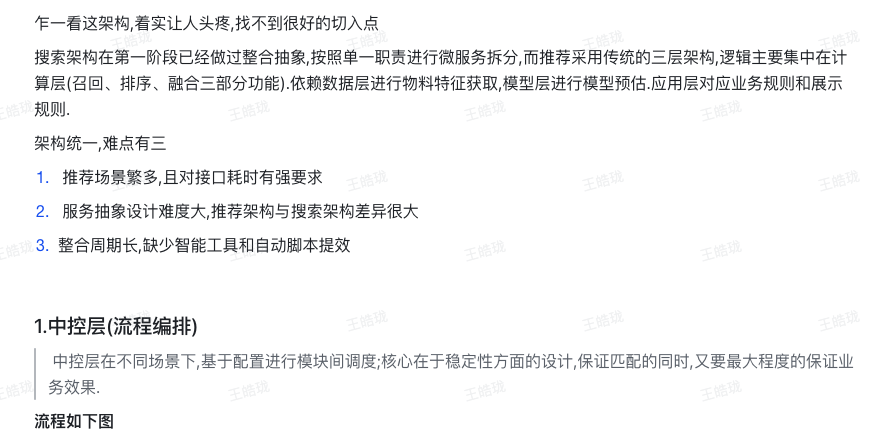 乍一看这架构,着实让人头疼,找不到很好的切入点
搜索架构在第一阶段已经做过整合抽象,按照单一职责进行微服务拆分,而推荐采用传统的三层架构,逻辑主要集中在计
算层(召回、排序、融合三部分功能).依赖数据层进行物料特征获取,模型层进行模型预估.应用层对应业务规则和展示
规则.
架构统一,难点有三
1. 推荐场景繁多,且对接口耗时有强要求
2. 服务抽象设计难度大,推荐架构与搜索架构差异很大
3. 整合周期长,缺少智能工具和自动脚本提效
1.中控层(流程编排)
中控层在不同场景下,基于配置进行模块间调度;核心在于稳定性方面的设计,保证匹配的同时,又要最大程度的保证业
务效果.
流程如下图
王皓珑